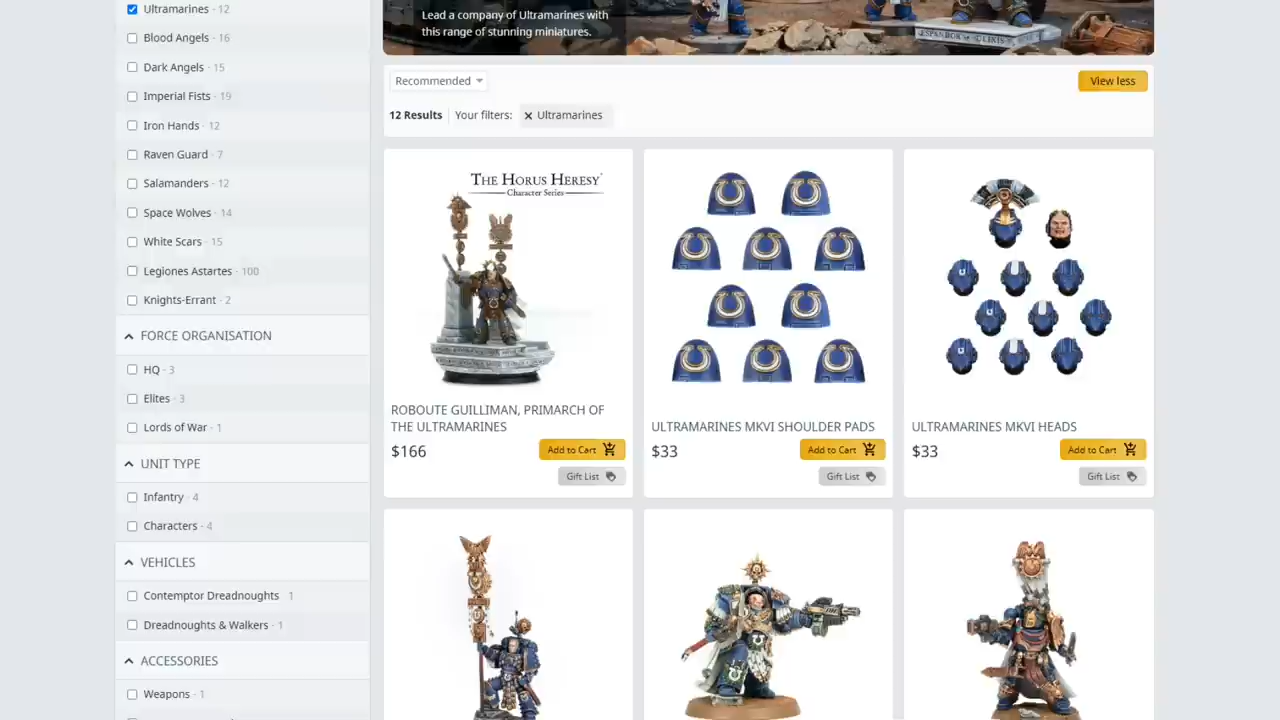 Ultramarines - 12
Blood Angels - 16
Dark Angels - 15
Imperial Fists - 19
Iron Hands - 12
Raven Guard - 7
Salamanders - 12
Space Wolves - 14
White Scars - 15
Legiones Astartes - 100
Knights-Errant - 2
FORCE ORGANISATION
HQ - 3
Elites - 3
Lords of War - 1
UNIT TYPE
Infantry - 4
Characters - 4
VEHICLES
Contemptor Dreadnoughts 1
Dreadnoughts & Walkers - 1
ACCESSORIES
Weapons - 1
Lead a company of Ultramarines with
this range of stunning miniatures.
Recommended
View less
12 Results
Your filters:
Ultramarines
THE HORUS HERESY
Character Series
ROBOUTE GUILLIMAN, PRIMARCH OF
THE ULTRAMARINES
$166
Add to Cart
Gift List
ULTRAMARINES MKVI SHOULDER PADS
$33
Add to Cart
Gift List
ULTRAMARINES MKVI HEADS
$33
Add to Cart
Gift List